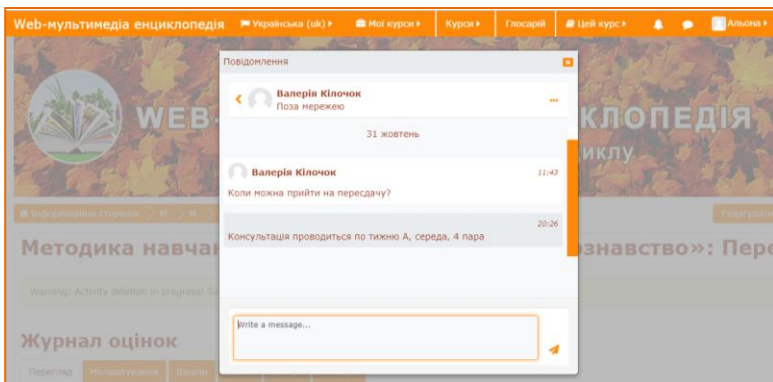 Web-мультимедіа енциклопедія Українська (uk) Мої курси Курси Глосарій Цей курс Альона
Повідомлення
Валерія Кілочок
Поза мережею
WEB- КЛОПЕДІЯ
31 жовтень
иклу
Валерія Кілочок 11:43
Коли можна прийти на пересдачу?
Інформаційна сторінка М М Редагувати
20:26
Консультація проводиться по тижню А, середа, 4 пара
Методика навчан ознавство»: Пере
Warning: Activity deletion in progress! So
Write a message...
Журнал оцінок
Перегляд Налаштування Шкали